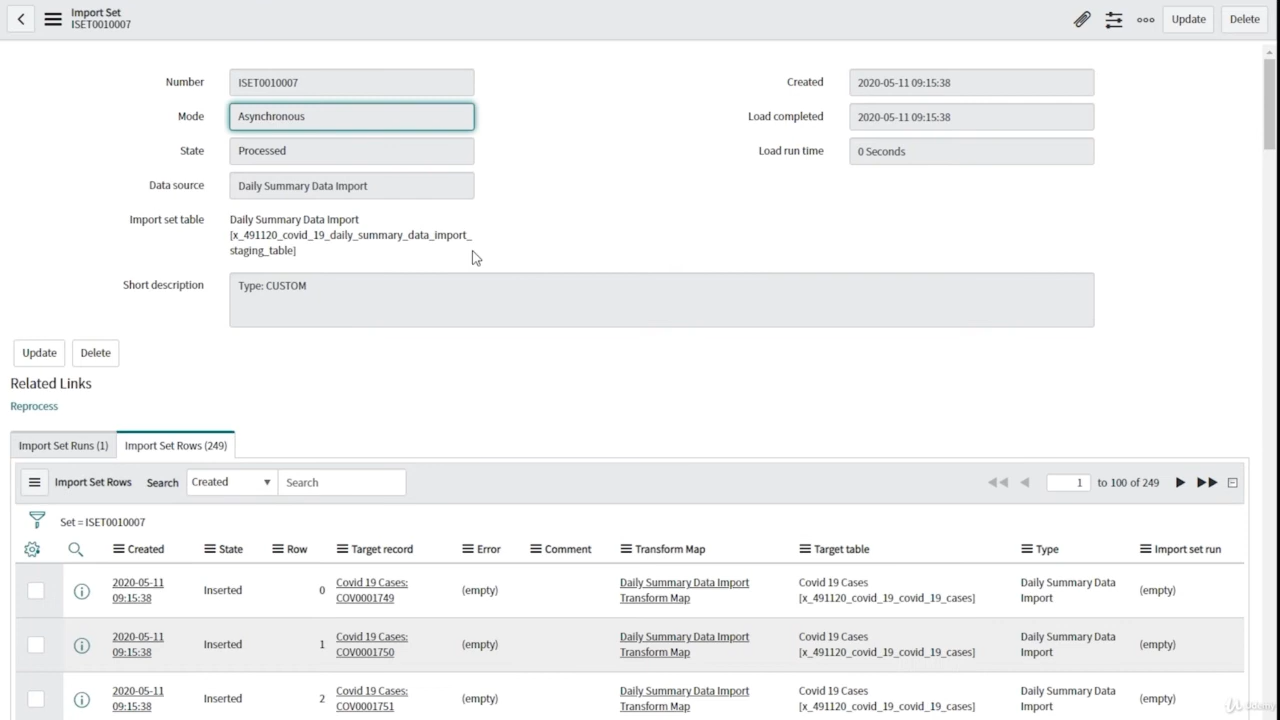 Import Set
ISET0010007
Update
Delete
Number
ISET0010007
Created
2020-05-11 09:15:38
Mode
Asynchronous
Load completed
2020-05-11 09:15:38
State
Processed
Load run time
0 Seconds
Data source
Daily Summary Data Import
Import set table
Daily Summary Data Import
[x_491120_covid_19_daily_summary_data_import_
staging_table]
Short description
Type: CUSTOM
Update
Delete
Related Links
Reprocess
Import Set Runs (1)
Import Set Rows (249)
Import Set Rows
Search
Created
Search
1
to 100 of 249
Set = ISET0010007
Created
State
Row
Target record
Error
Comment
Transform Map
Target table
Type
Import set run
2020-05-11
09:15:38
Inserted
0
Covid 19 Cases:
COV0001749
(empty)
Daily Summary Data Import
Transform Map
Covid 19 Cases
[x_491120_covid_19_covid_19_cases]
Daily Summary Data
Import
(empty)
2020-05-11
09:15:38
Inserted
1
Covid 19 Cases:
COV0001750
(empty)
Daily Summary Data Import
Transform Map
Covid 19 Cases
[x_491120_covid_19_covid_19_cases]
Daily Summary Data
Import
(empty)
2020-05-11
09:15:38
Inserted
2
Covid 19 Cases:
COV0001751
(empty)
Daily Summary Data Import
Transform Map
Covid 19 Cases
[x_491120_covid_19_covid_19_cases]
Daily Summary Data
Import
(empty)
Udemy